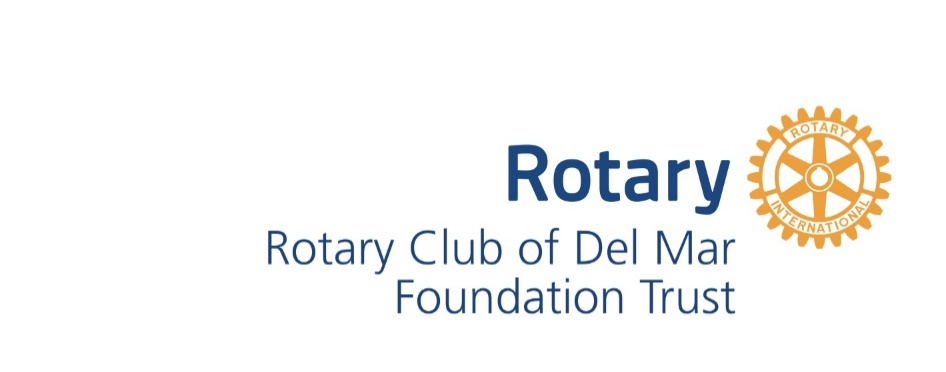 Rotary
ROTARY
INTERNATIONAL
Rotary Club of Del Mar
Foundation Trust